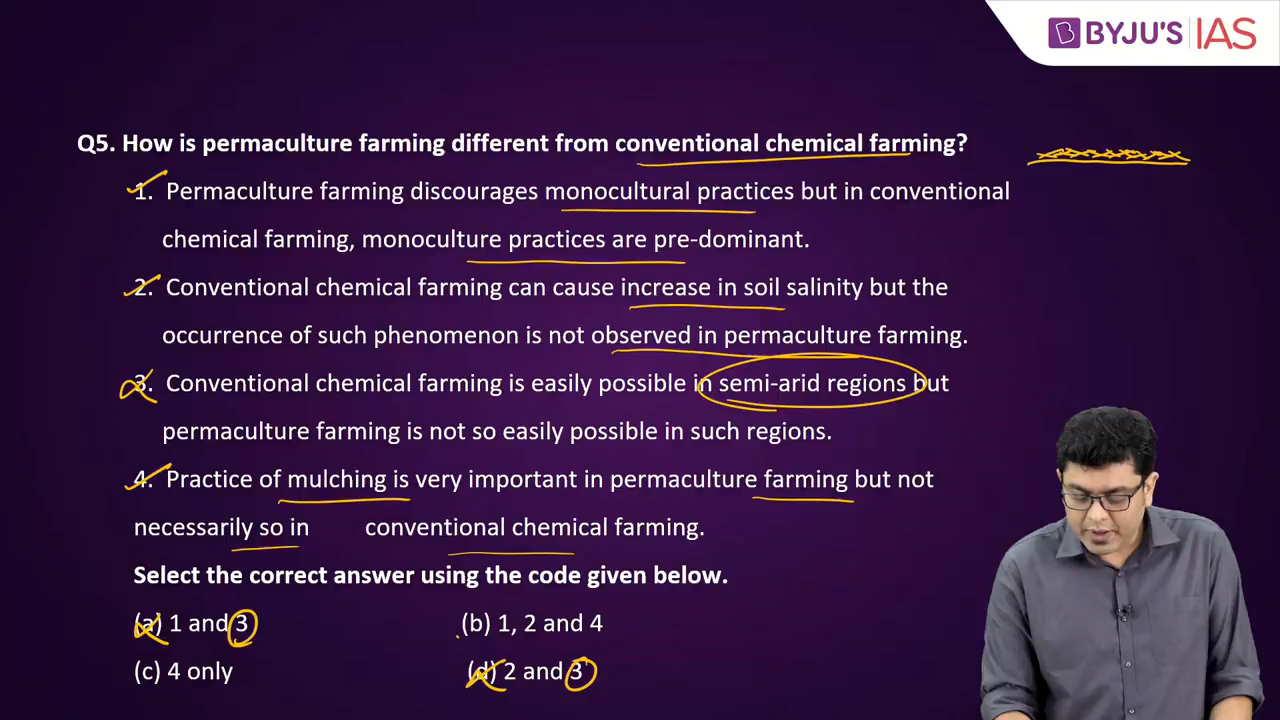 BYJU'S IAS
Q5. How is permaculture farming different from conventional chemical farming?
1. Permaculture farming discourages monocultural practices but in conventional
chemical farming, monoculture practices are pre-dominant.
2. Conventional chemical farming can cause increase in soil salinity but the
occurrence of such phenomenon is not observed in permaculture farming.
3. Conventional chemical farming is easily possible in semi-arid regions but
permaculture farming is not so easily possible in such regions.
4. Practice of mulching is very important in permaculture farming but not
necessarily so in conventional chemical farming.
Select the correct answer using the code given below.
(a) 1 and 3 (b) 1, 2 and 4
(c) 4 only (d) 2 and 3